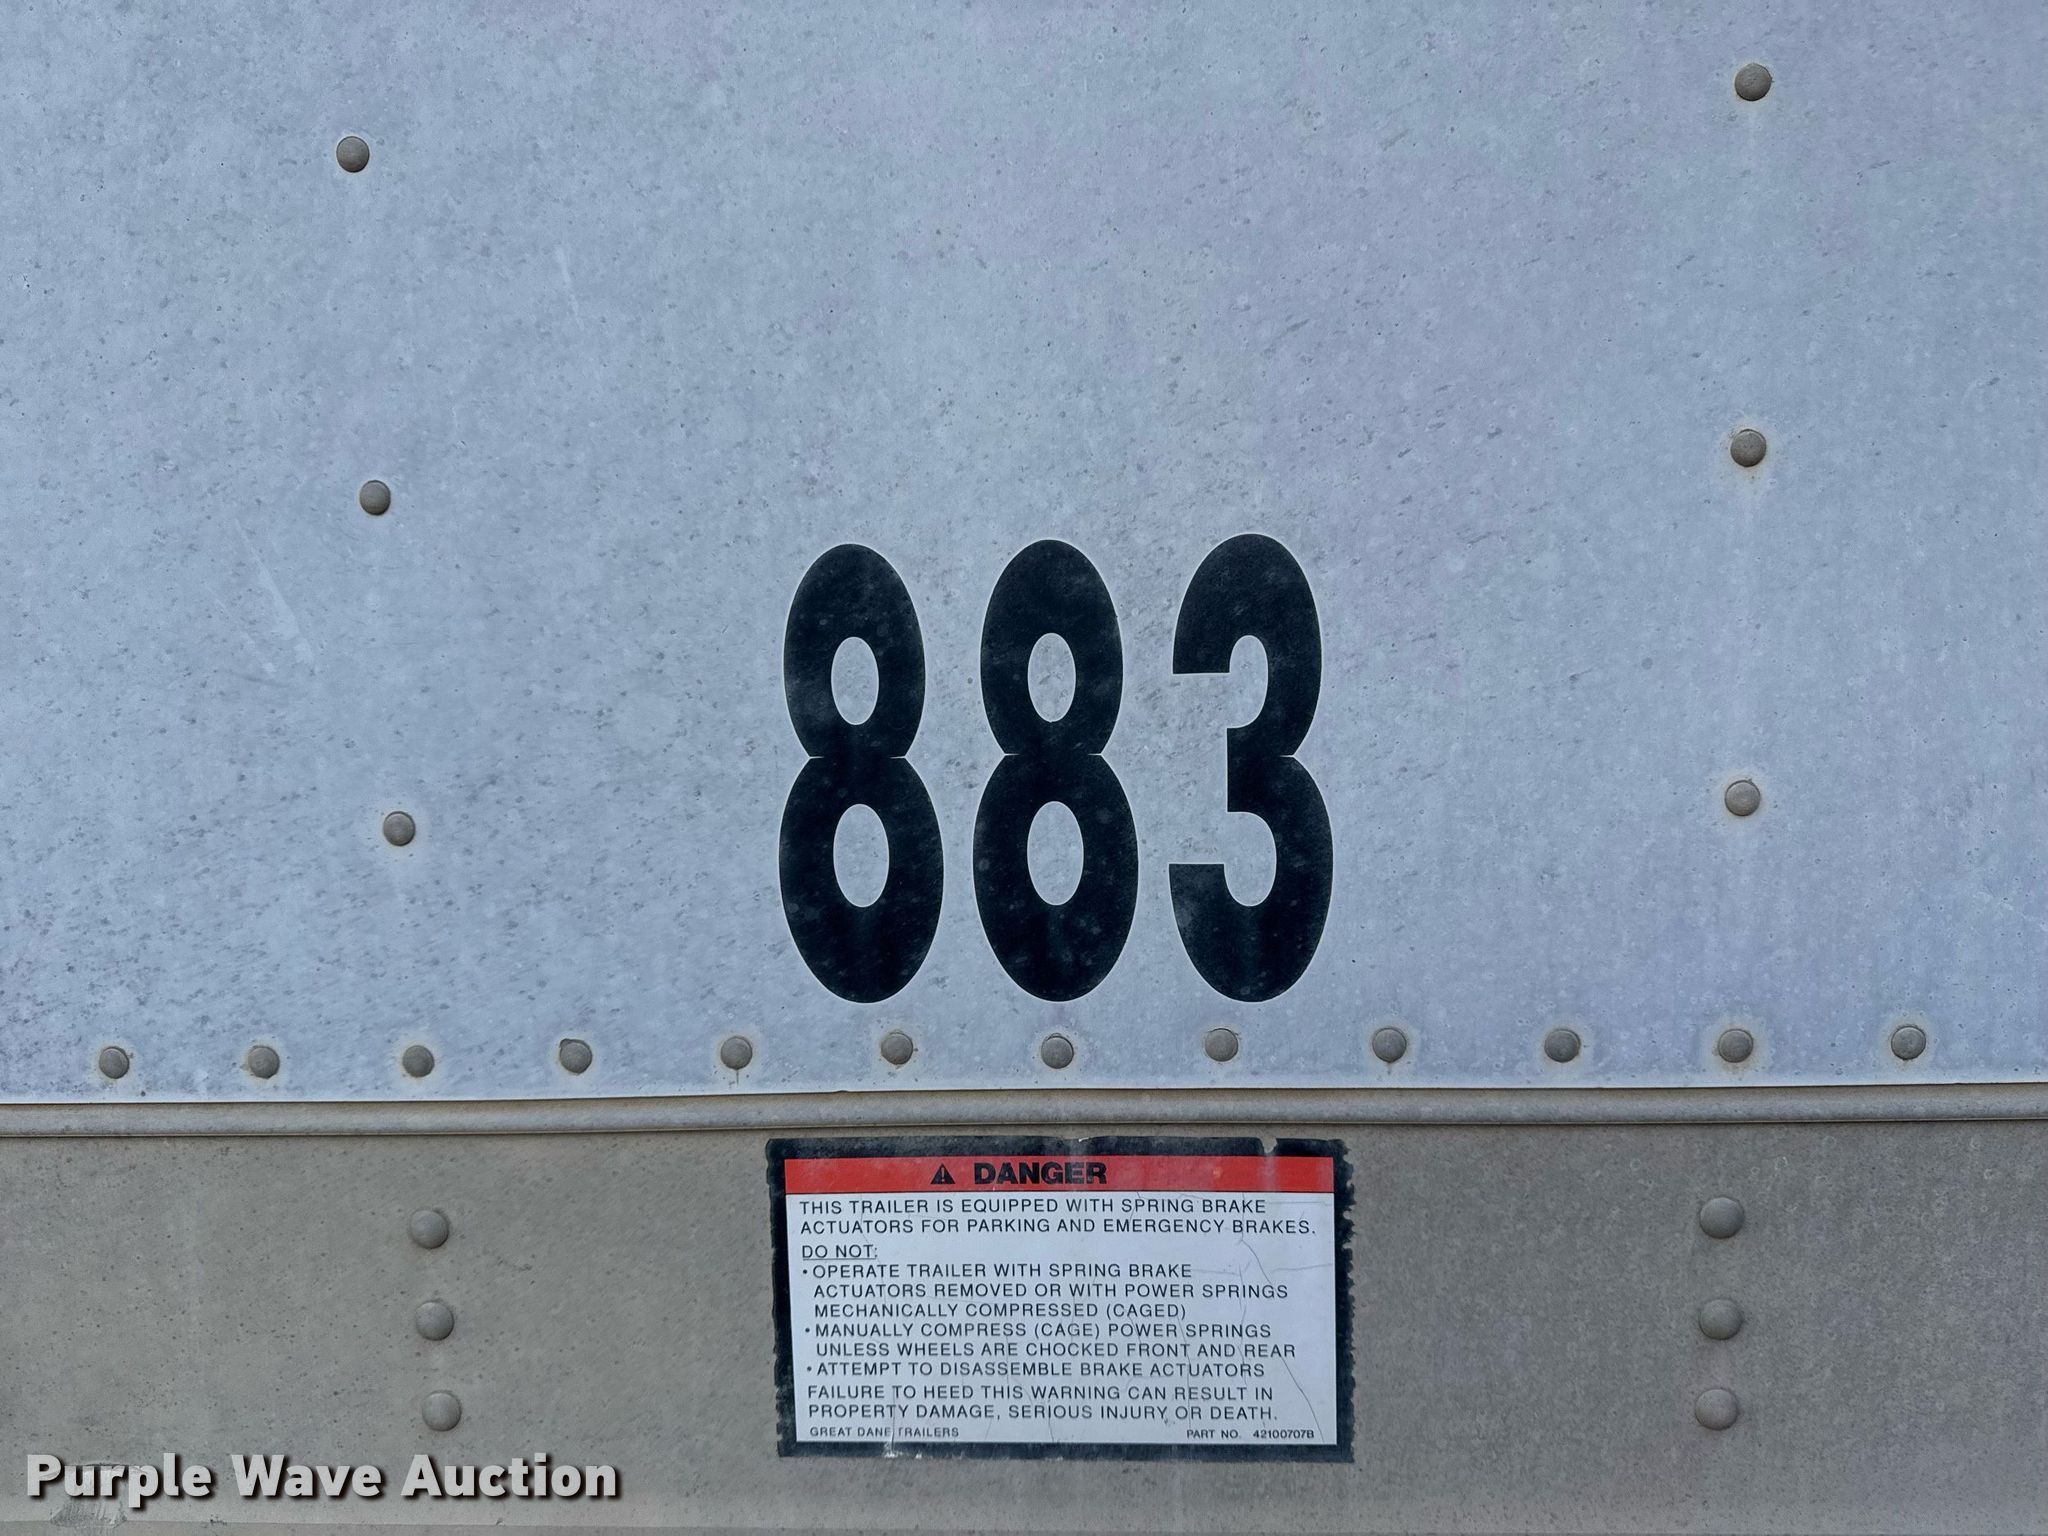 883
⚠ DANGER
THIS TRAILER IS EQUIPPED WITH SPRING BRAKE
ACTUATORS FOR PARKING AND EMERGENCY BRAKES.
DO NOT:
• OPERATE TRAILER WITH SPRING BRAKE
ACTUATORS REMOVED OR WITH POWER SPRINGS
MECHANICALLY COMPRESSED (CAGED)
• MANUALLY COMPRESS (CAGE) POWER SPRINGS
UNLESS WHEELS ARE CHOCKED FRONT AND REAR
• ATTEMPT TO DISASSEMBLE BRAKE ACTUATORS
FAILURE TO HEED THIS WARNING CAN RESULT IN
PROPERTY DAMAGE, SERIOUS INJURY OR DEATH.
GREAT DANE TRAILERS PART NO. 42100707B
Purple Wave Auction